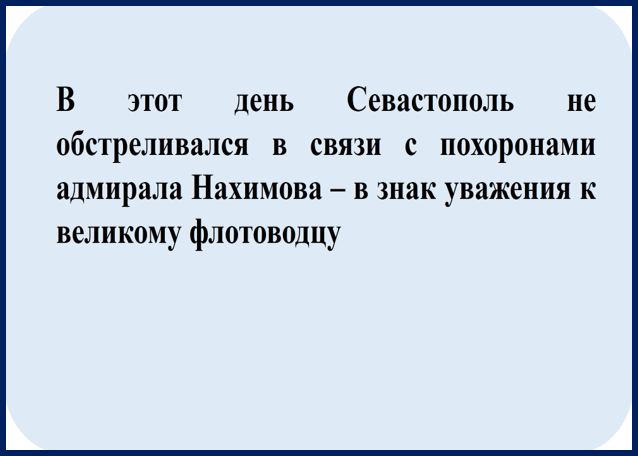 В этот день Севастополь не
обстреливался в связи с похоронами
адмирала Нахимова – в знак уважения к
великому флотоводцу